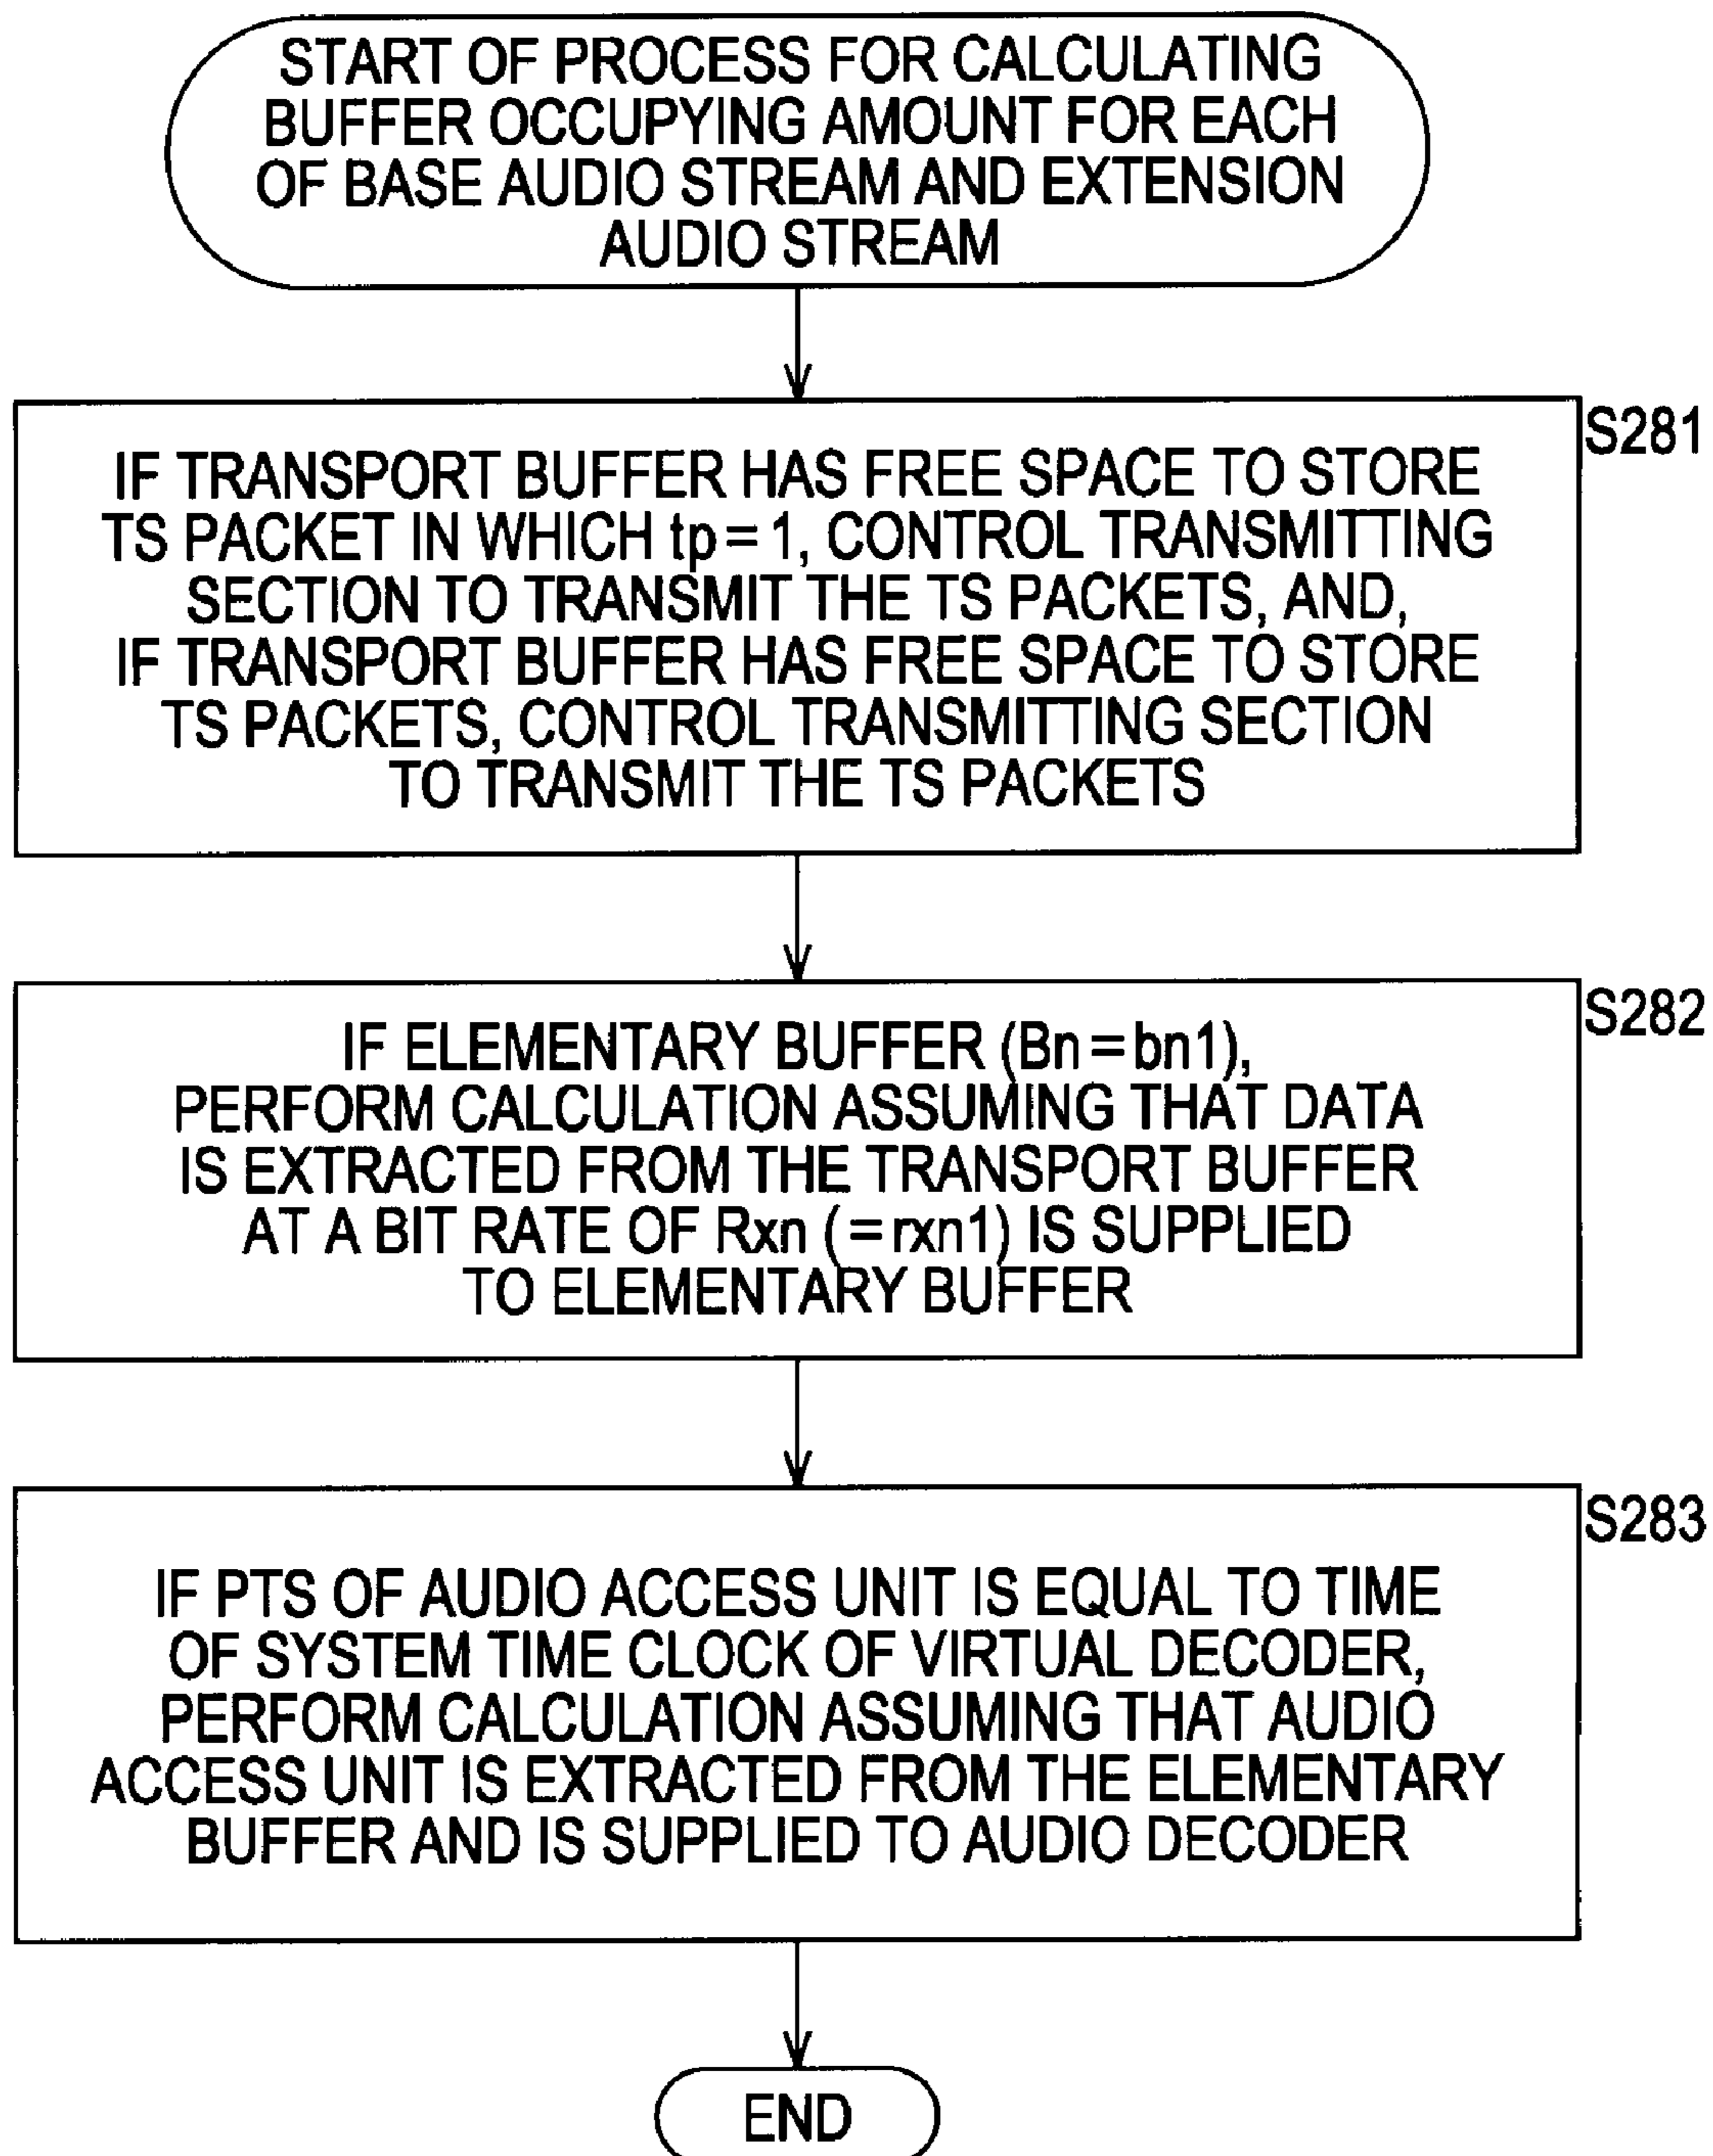 START OF PROCESS FOR CALCULATING
BUFFER OCCUPYING AMOUNT FOR EACH
OF BASE AUDIO STREAM AND EXTENSION
AUDIO STREAM
S281
IF TRANSPORT BUFFER HAS FREE SPACE TO STORE
TS PACKET IN WHICH tp = 1, CONTROL TRANSMITTING
SECTION TO TRANSMIT THE TS PACKETS, AND,
IF TRANSPORT BUFFER HAS FREE SPACE TO STORE
TS PACKETS, CONTROL TRANSMITTING SECTION
TO TRANSMIT THE TS PACKETS
S282
IF ELEMENTARY BUFFER (Bn = bn1),
PERFORM CALCULATION ASSUMING THAT DATA
IS EXTRACTED FROM THE TRANSPORT BUFFER
AT A BIT RATE OF Rxn (=rxn1) IS SUPPLIED
TO ELEMENTARY BUFFER
S283
IF PTS OF AUDIO ACCESS UNIT IS EQUAL TO TIME
OF SYSTEM TIME CLOCK OF VIRTUAL DECODER,
PERFORM CALCULATION ASSUMING THAT AUDIO
ACCESS UNIT IS EXTRACTED FROM THE ELEMENTARY
BUFFER AND IS SUPPLIED TO AUDIO DECODER
END